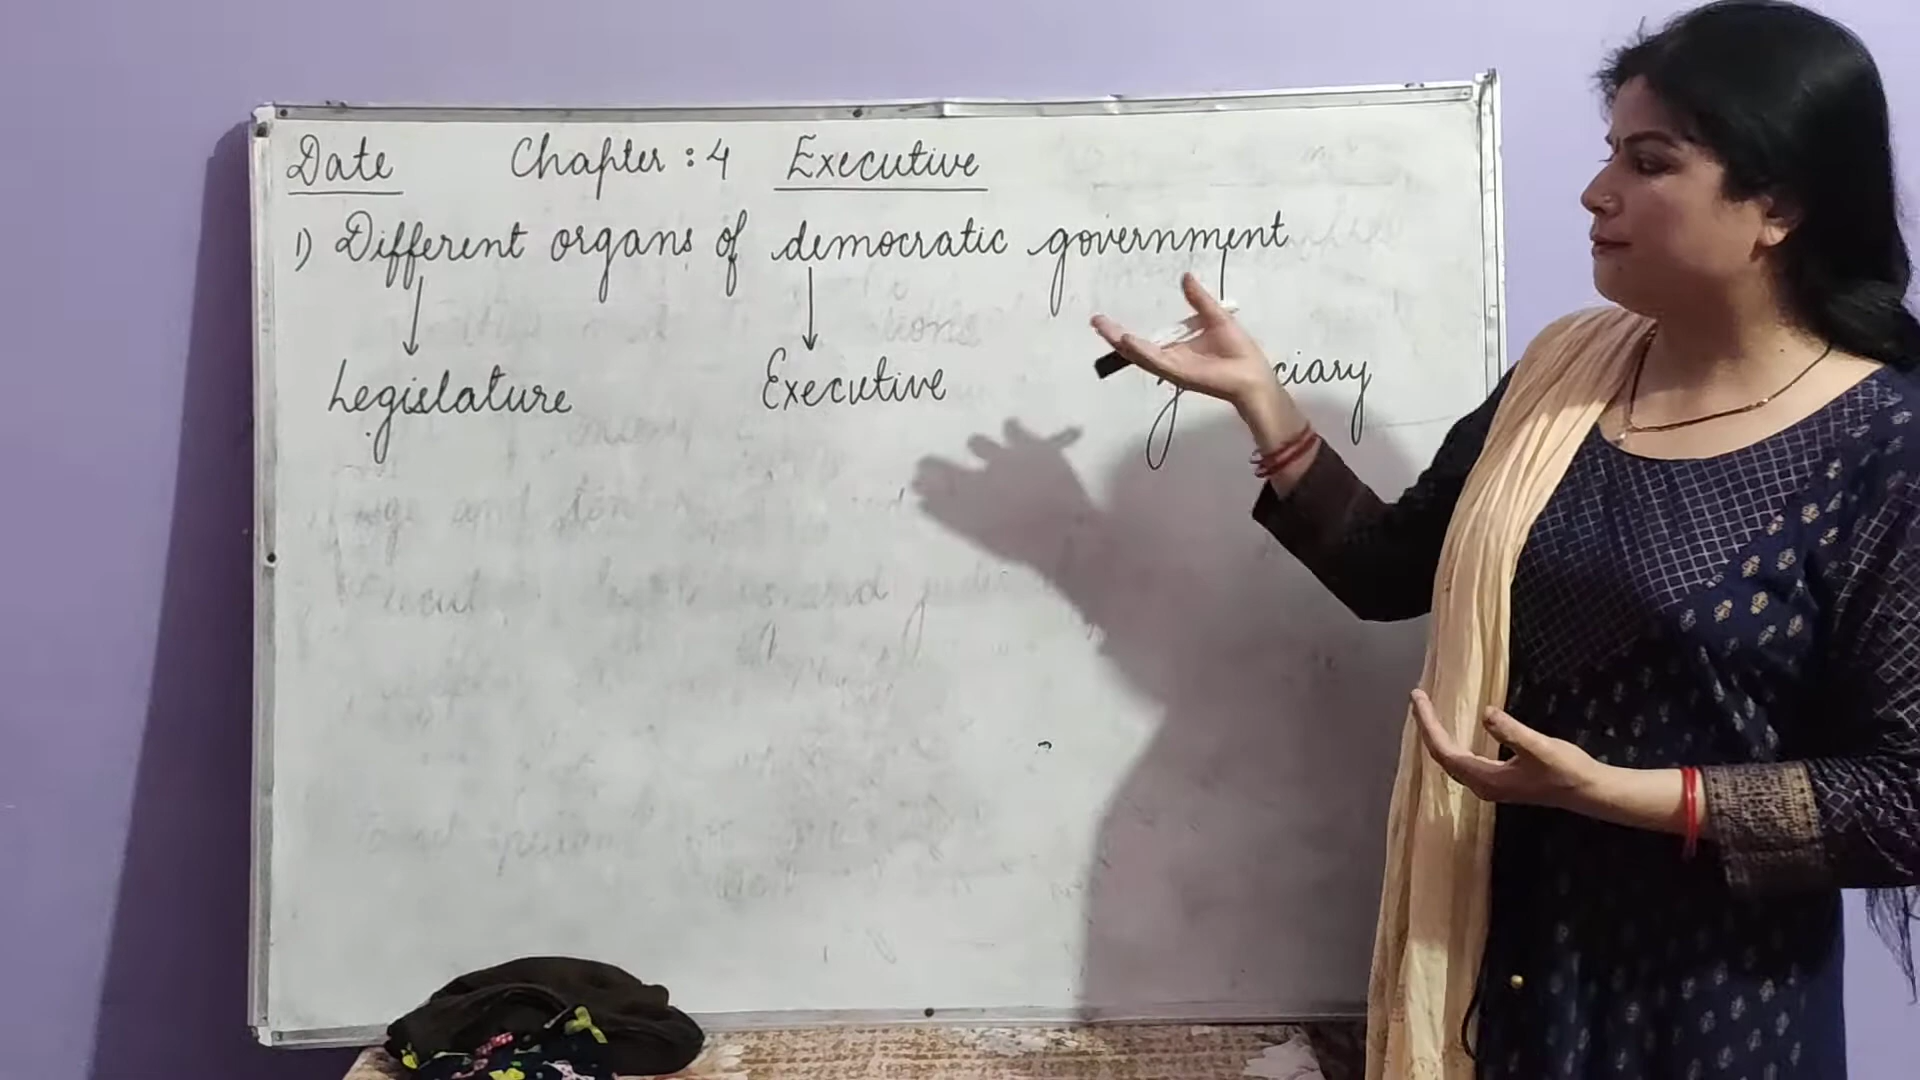 Date Chapter : 4 Executive
1) Different organs of democratic government
Legislature Executive